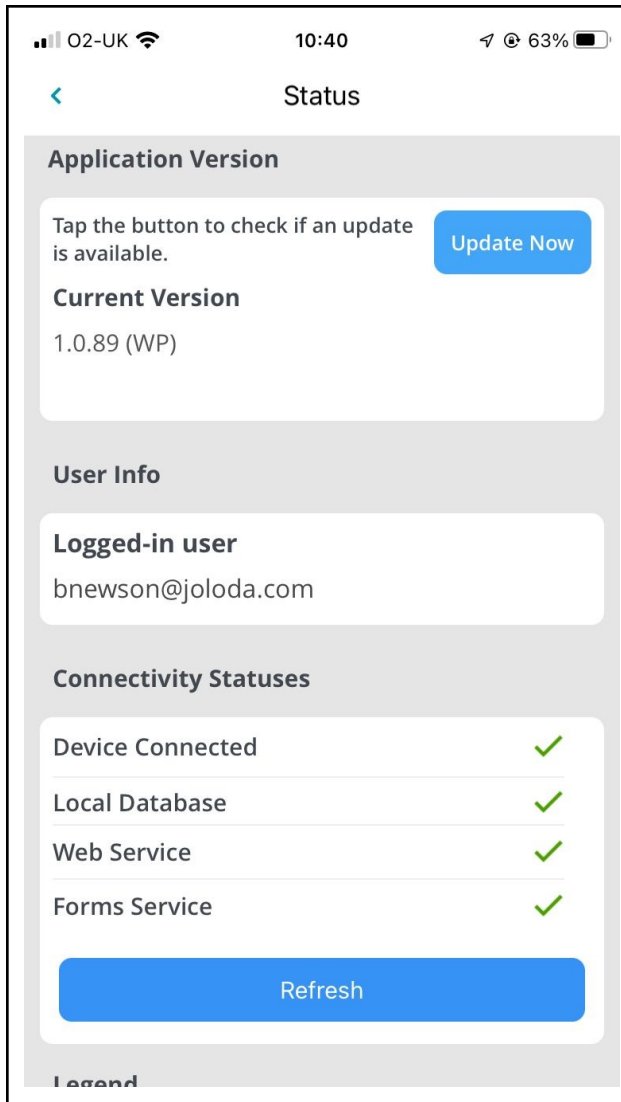 O2-UK 10:40 63%
Status
Application Version
Tap the button to check if an update
is available.
Update Now
Current Version
1.0.89 (WP)
User Info
Logged-in user
bnewson@joloda.com
Connectivity Statuses
Device Connected
Local Database
Web Service
Forms Service
Refresh
Legend